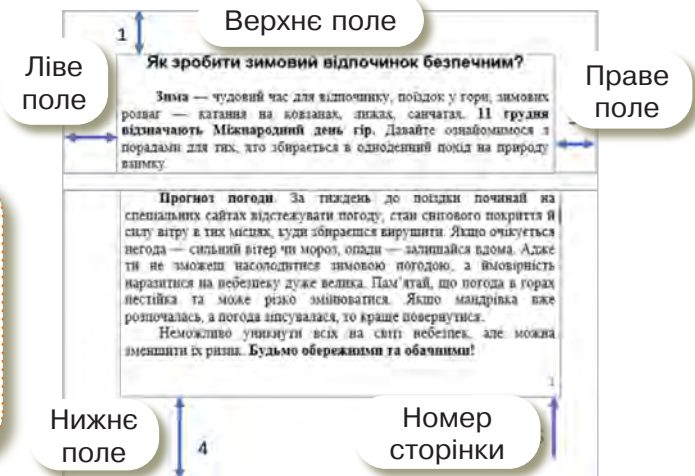 Верхнє поле
1
Ліве
поле
Праве
поле
Як зробити зимовий відпочинок безпечним?
Зима — чудовий час для відпочинку, поїздок у гори, зимових
розваг — катання на ковзанах, лижах, санчатах. 11 грудня
відзначають Міжнародний день гір. Давайте ознайомимося з
порадами для тих, хто збирається в одноденний похід на природу
взимку.
Прогноз погоди. За тиждень до поїздки починай на
спеціальних сайтах відстежувати погоду, стан снігового покриття й
силу вітру в тих місцях, куди збираєшся вирушити. Якщо очікується
негода — сильний вітер чи мороз, опади — залишайся вдома. Адже
ти не зможеш насолодитися зимовою погодою, а ймовірність
наразитися на небезпеку дуже велика. Пам’ятай, що погода в горах
нестійка та може різко змінюватися. Якщо мандрівка вже
розпочалась, а погода зіпсувалася, то краще повернутися.
Неможливо уникнути всіх на світі небезпек, але можна
зменшити їх ризик. Будьмо обережними та обачними!
1
Нижнє
поле
4
Номер
сторінки